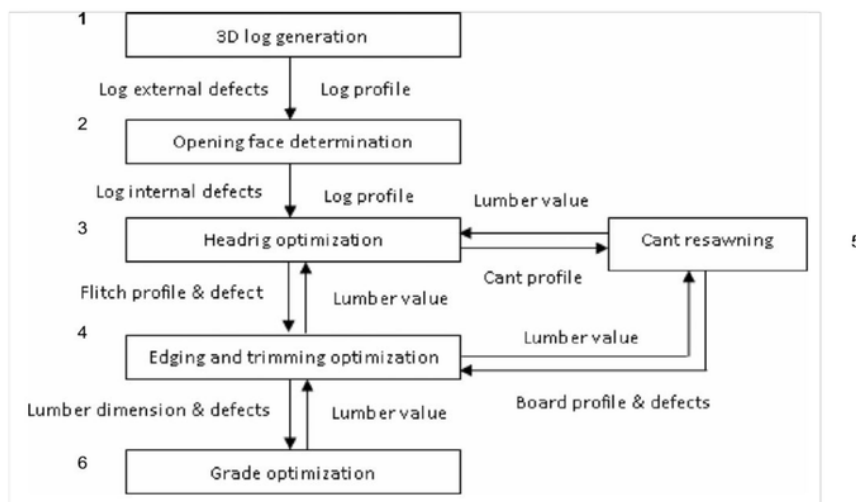 1
3D log generation
Log external defects
Log profile
2
Opening face determination
Log internal defects
Log profile
Lumber value
3
Headrig optimization
Cant resawning
5
Flitch profile & defect
Lumber value
Cant profile
4
Edging and trimming optimization
Lumber value
Lumber dimension & defects
Lumber value
Board profile & defects
6
Grade optimization